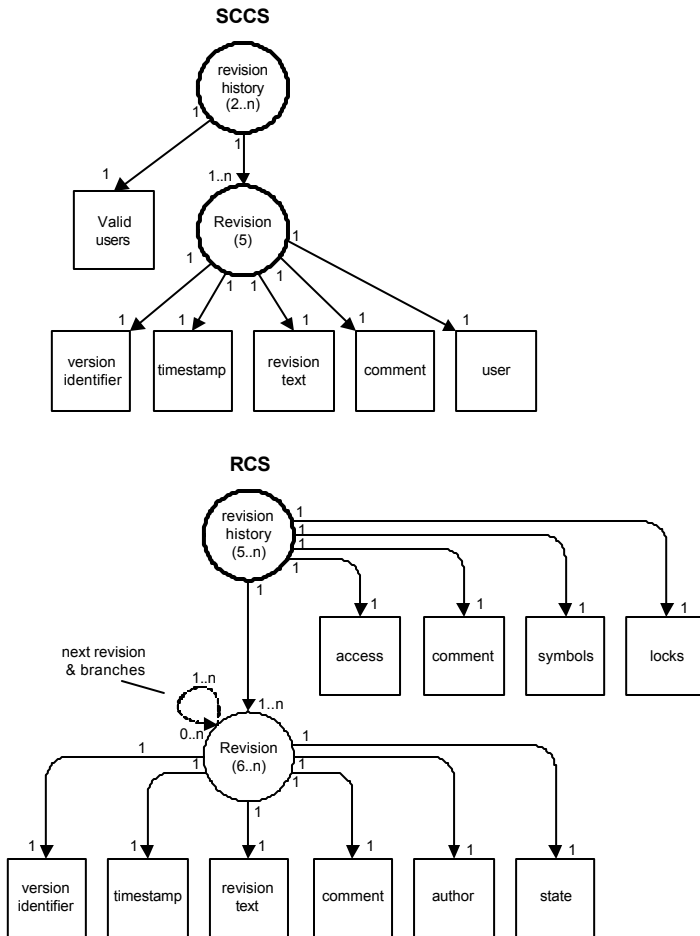 SCCS
revision
history
(2..n)
1
1
1
1..n
Valid
users
Revision
(5)
1
1
1
1
1
1
1
1
1
1
version
identifier
timestamp
revision
text
comment
user
RCS
revision
history
(5..n)
1
1
1
1
1
1
1
1
1
access
comment
symbols
locks
next revision
& branches
1..n
0..n
1..n
Revision
(6..n)
1
1
1
1
1
1
1
1
1
1
1
1
version
identifier
timestamp
revision
text
comment
author
state